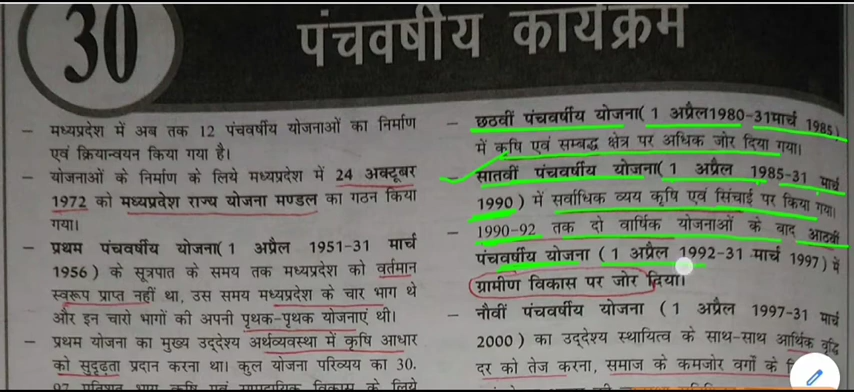 30
पंचवर्षीय कार्यक्रम
– मध्यप्रदेश में अब तक 12 पंचवर्षीय योजनाओं का निर्माण
एवं क्रियान्वयन किया गया है।
– योजनाओं के निर्माण के लिये मध्यप्रदेश में 24 अक्टूबर
1972 को मध्यप्रदेश राज्य योजना मण्डल का गठन किया
गया।
– प्रथम पंचवर्षीय योजना(1 अप्रैल 1951-31 मार्च
1956) के सूत्रपात के समय तक मध्यप्रदेश को वर्तमान
स्वरूप प्राप्त नहीं था, उस समय मध्यप्रदेश के चार भाग थे
और इन चारो भागों की अपनी पृथक-पृथक योजनाएं थी।
– प्रथम योजना का मुख्य उद्देश्य अर्थव्यवस्था में कृषि आधार
को सुदृढ़ता प्रदान करना था। कुल योजना परिव्यय का 30.
– छठवीं पंचवर्षीय योजना(1 अप्रैल1980-31मार्च 1985)
में कृषि एवं सम्बद्ध क्षेत्र पर अधिक जोर दिया गया।
– सातवीं पंचवर्षीय योजना(1 अप्रैल 1985-31 मार्च
1990) में सर्वाधिक व्यय कृषि एवं सिंचाई पर किया गया।
– 1990-92 तक दो वार्षिक योजनाओं के बाद आठवीं
पंचवर्षीय योजना (1 अप्रैल 1992-31 मार्च 1997) में
ग्रामीण विकास पर जोर दिया।
– नौवीं पंचवर्षीय योजना (1 अप्रैल 1997-31 मार्च
2000) का उद्देश्य स्थायित्व के साथ-साथ आर्थिक वृद्धि
दर को तेज करना, समाज के कमजोर वर्गो के